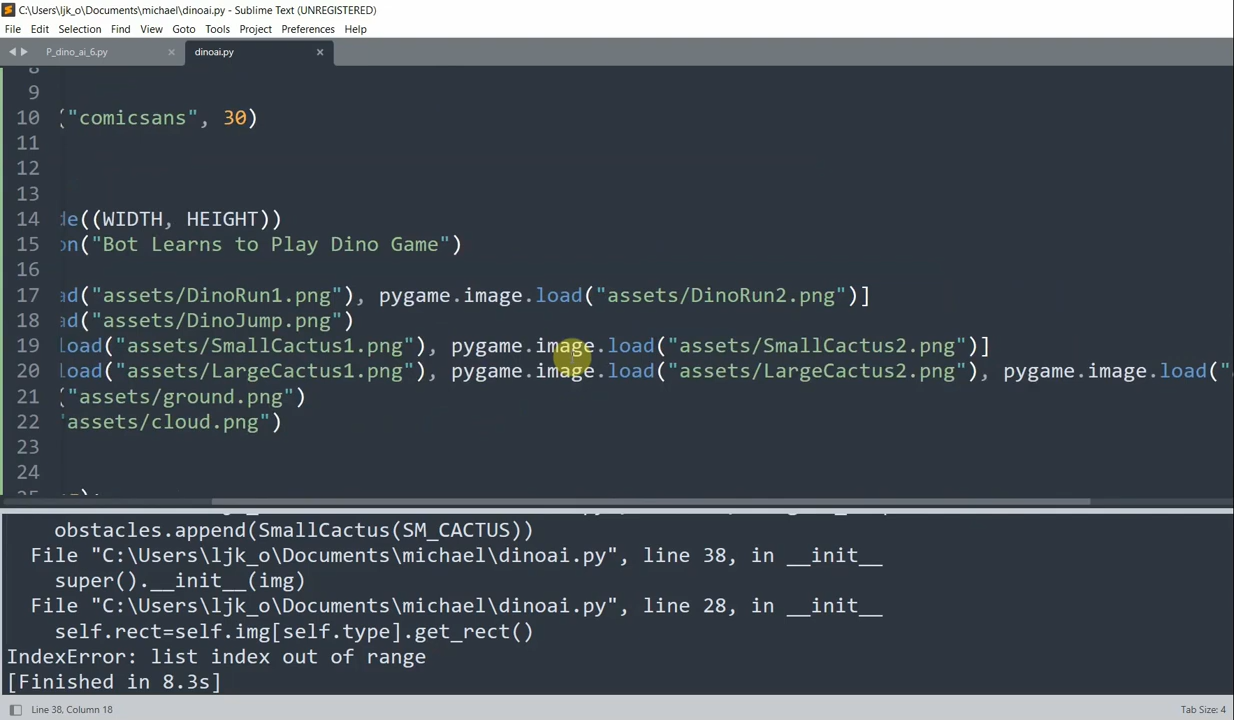 C:\Users\ljk_o\Documents\michael\dinoai.py - Sublime Text (UNREGISTERED)
File Edit Selection Find View Goto Tools Project Preferences Help
P_dino_ai_6.py dinoai.py
8
9
10 ("comicsans", 30)
11
12
13
14 de((WIDTH, HEIGHT))
15 on("Bot Learns to Play Dino Game")
16
17 ad("assets/DinoRun1.png"), pygame.image.load("assets/DinoRun2.png")]
18 ad("assets/DinoJump.png")
19 load("assets/SmallCactus1.png"), pygame.image.load("assets/SmallCactus2.png")]
20 load("assets/LargeCactus1.png"), pygame.image.load("assets/LargeCactus2.png"), pygame.image.load("
21 ("assets/ground.png")
22 "assets/cloud.png")
23
24
25
obstacles.append(SmallCactus(SM_CACTUS))
File "C:\Users\ljk_o\Documents\michael\dinoai.py", line 38, in __init__
super().__init__(img)
File "C:\Users\ljk_o\Documents\michael\dinoai.py", line 28, in __init__
self.rect=self.img[self.type].get_rect()
IndexError: list index out of range
[Finished in 8.3s]
Line 38, Column 18 Tab Size: 4